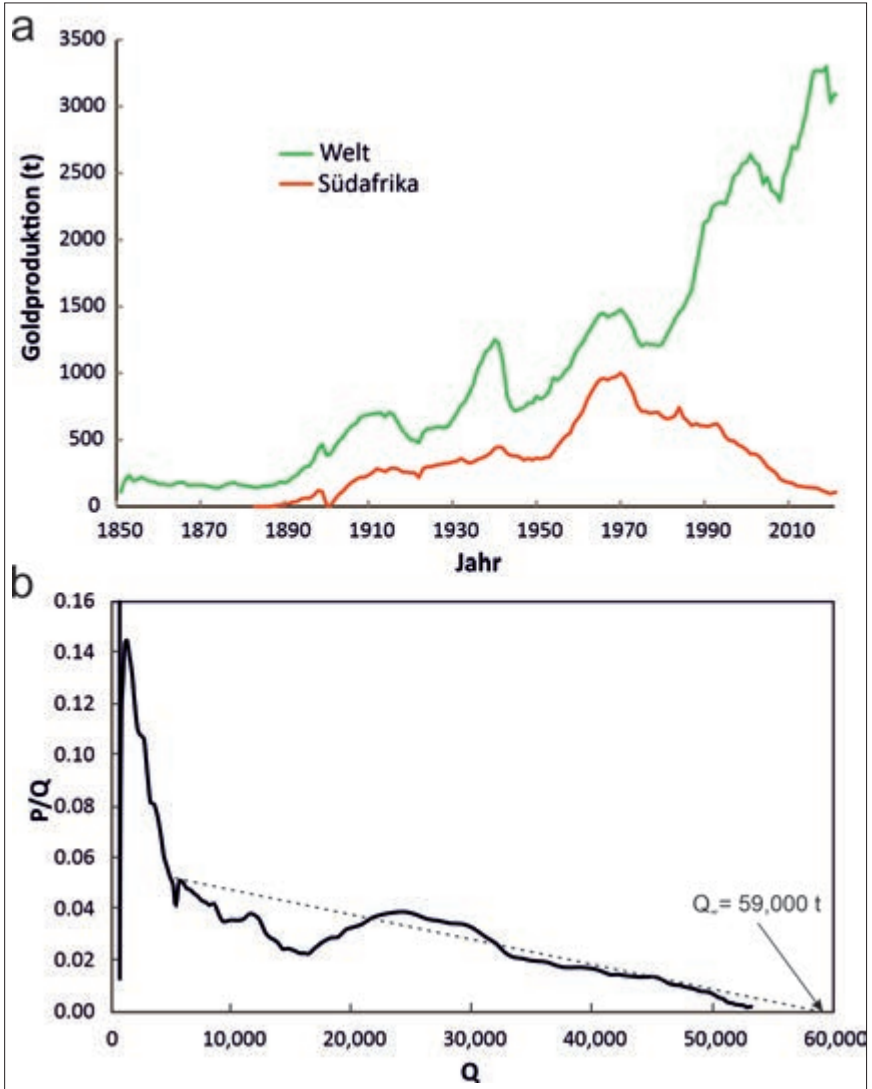 a
3500
3000
2500
2000
1500
1000
500
0
Goldproduktion (t)
Welt
Südafrika
1850 1870 1890 1910 1930 1950 1970 1990 2010
Jahr
b
0.16
0.14
0.12
0.10
0.08
0.06
0.04
0.02
0.00
P/Q
Q∞= 59,000 t
0 10,000 20,000 30,000 40,000 50,000 60,000
Q